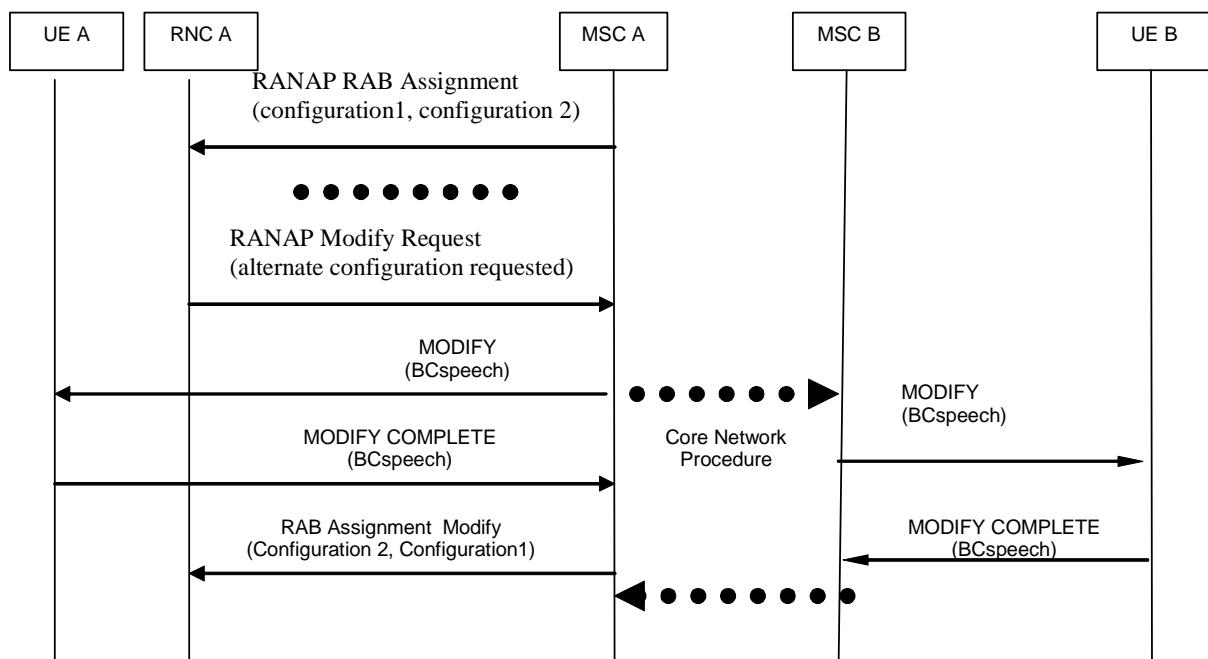 UE A
RNC A
MSC A
MSC B
UE B
RANAP RAB Assignment
(configuration1, configuration 2)
RANAP Modify Request
(alternate configuration requested)
MODIFY
(BCspeech)
MODIFY
(BCspeech)
MODIFY COMPLETE
(BCspeech)
Core Network
Procedure
RAB Assignment Modify
(Configuration 2, Configuration1)
MODIFY COMPLETE
(BCspeech)